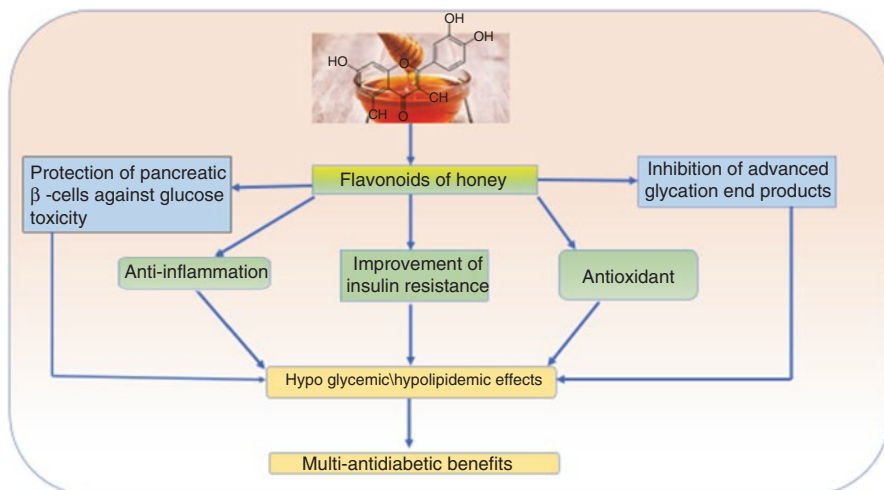 OH
OH
HO
O
CH
CH
O
Protection of pancreatic
β -cells against glucose
toxicity
Flavonoids of honey
Inhibition of advanced
glycation end products
Anti-inflammation
Improvement of
insulin resistance
Antioxidant
Hypo glycemic\hypolipidemic effects
Multi-antidiabetic benefits